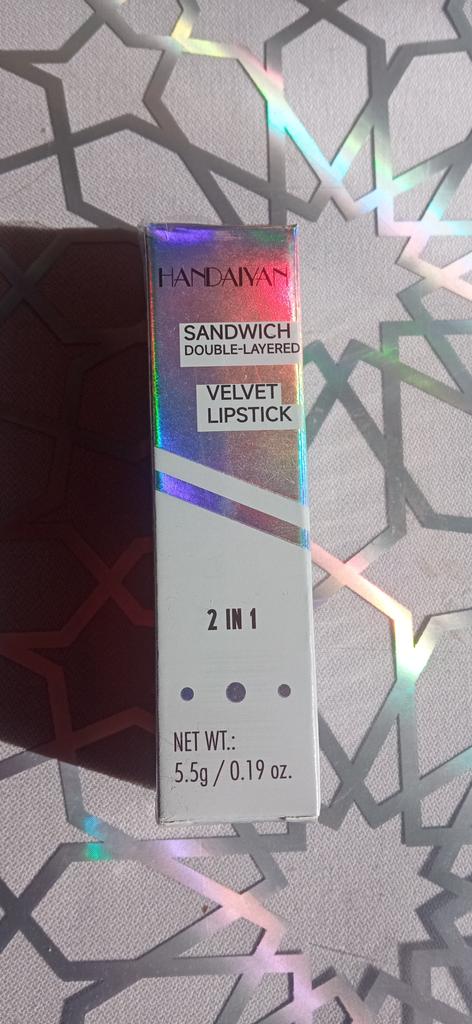 HANDAIYAN
SANDWICH
DOUBLE-LAYERED
VELVET
LIPSTICK
2 IN 1
NET WT.:
5.5g / 0.19 oz.